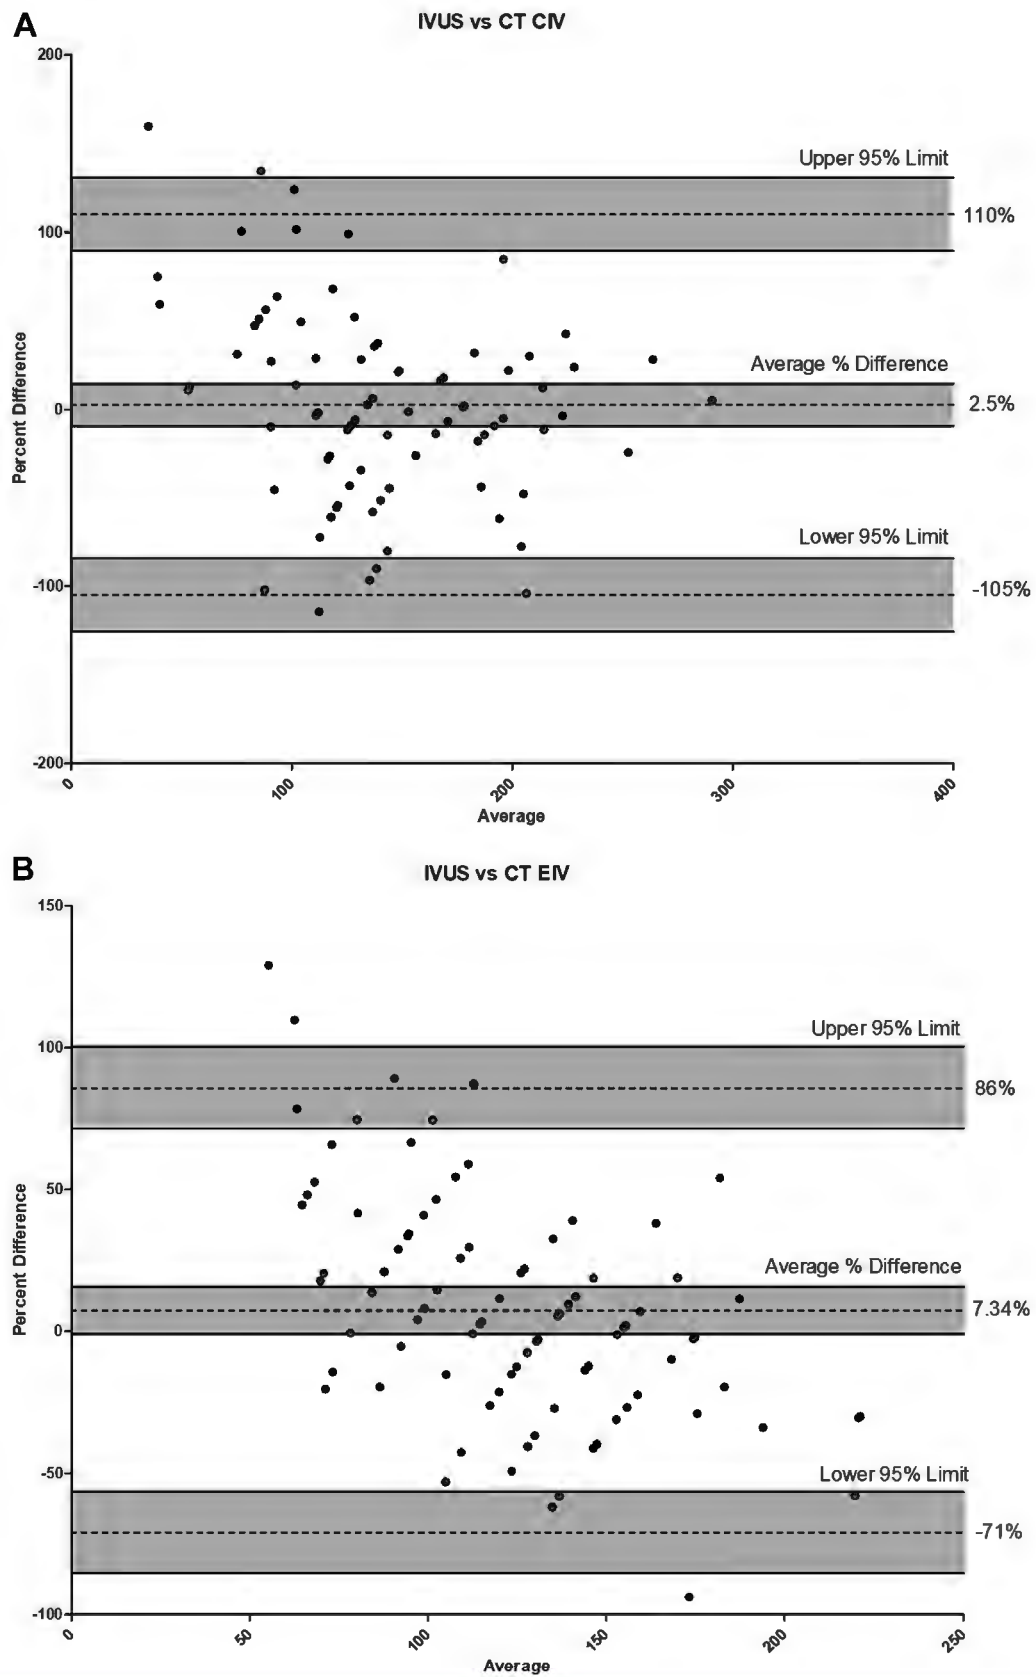 A
IVUS vs CT CIV
200
Upper 95% Limit
110%
100
Average % Difference
2.5%
0
Percent Difference
Lower 95% Limit
-100
-105%
-200
0 100 200 300 400
Average
B
IVUS vs CT EIV
150
Upper 95% Limit
100
86%
50
Percent Difference
Average % Difference
7.34%
0
-50
Lower 95% Limit
-71%
-100
0 50 100 150 200 250
Average